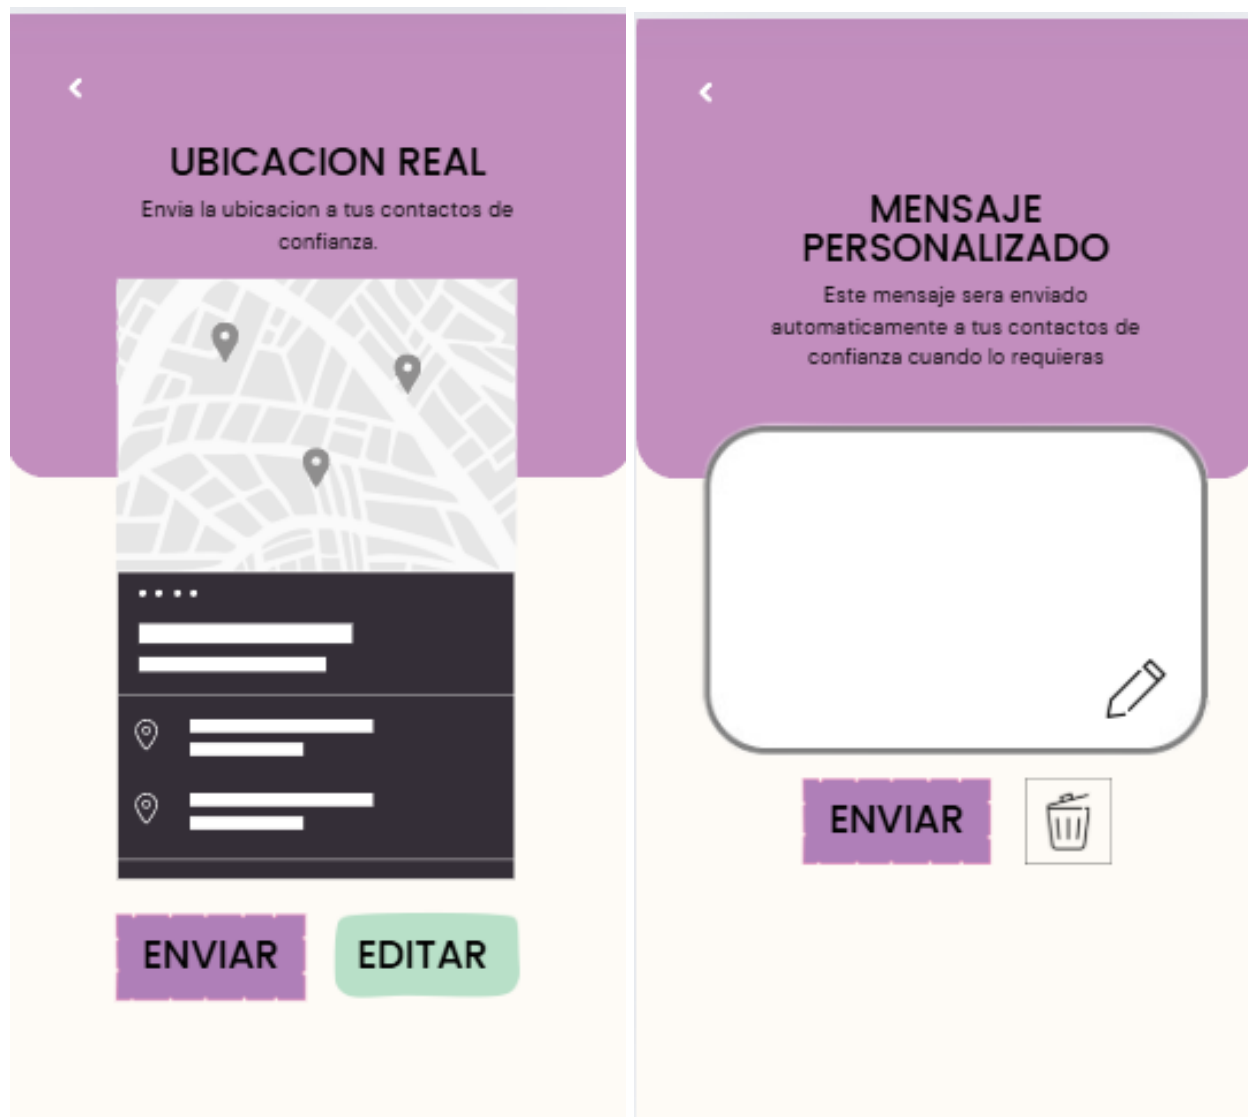 UBICACION REAL
Envia la ubicacion a tus contactos de
confianza.
ENVIAR
EDITAR
MENSAJE
PERSONALIZADO
Este mensaje sera enviado
automaticamente a tus contactos de
confianza cuando lo requieras
ENVIAR